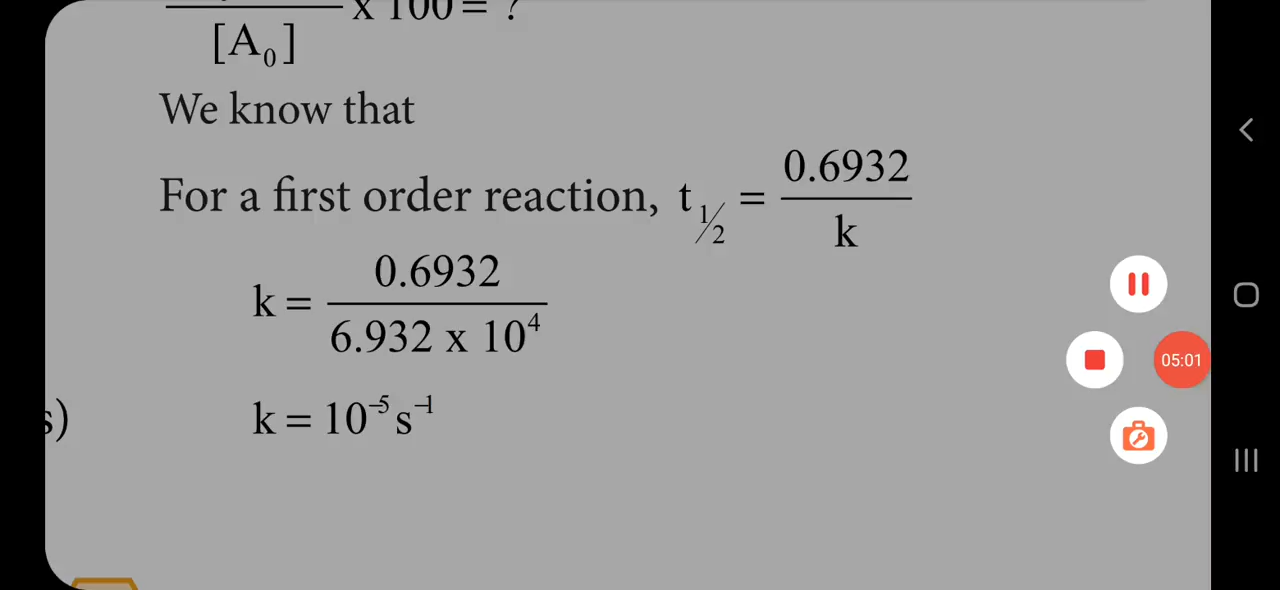 x 100 = ?
[A₀]
We know that
For a first order reaction, t½ = 0.6932 / k
k = 0.6932 / 6.932 x 10⁴
s) k = 10⁻⁵ s⁻¹
05:01